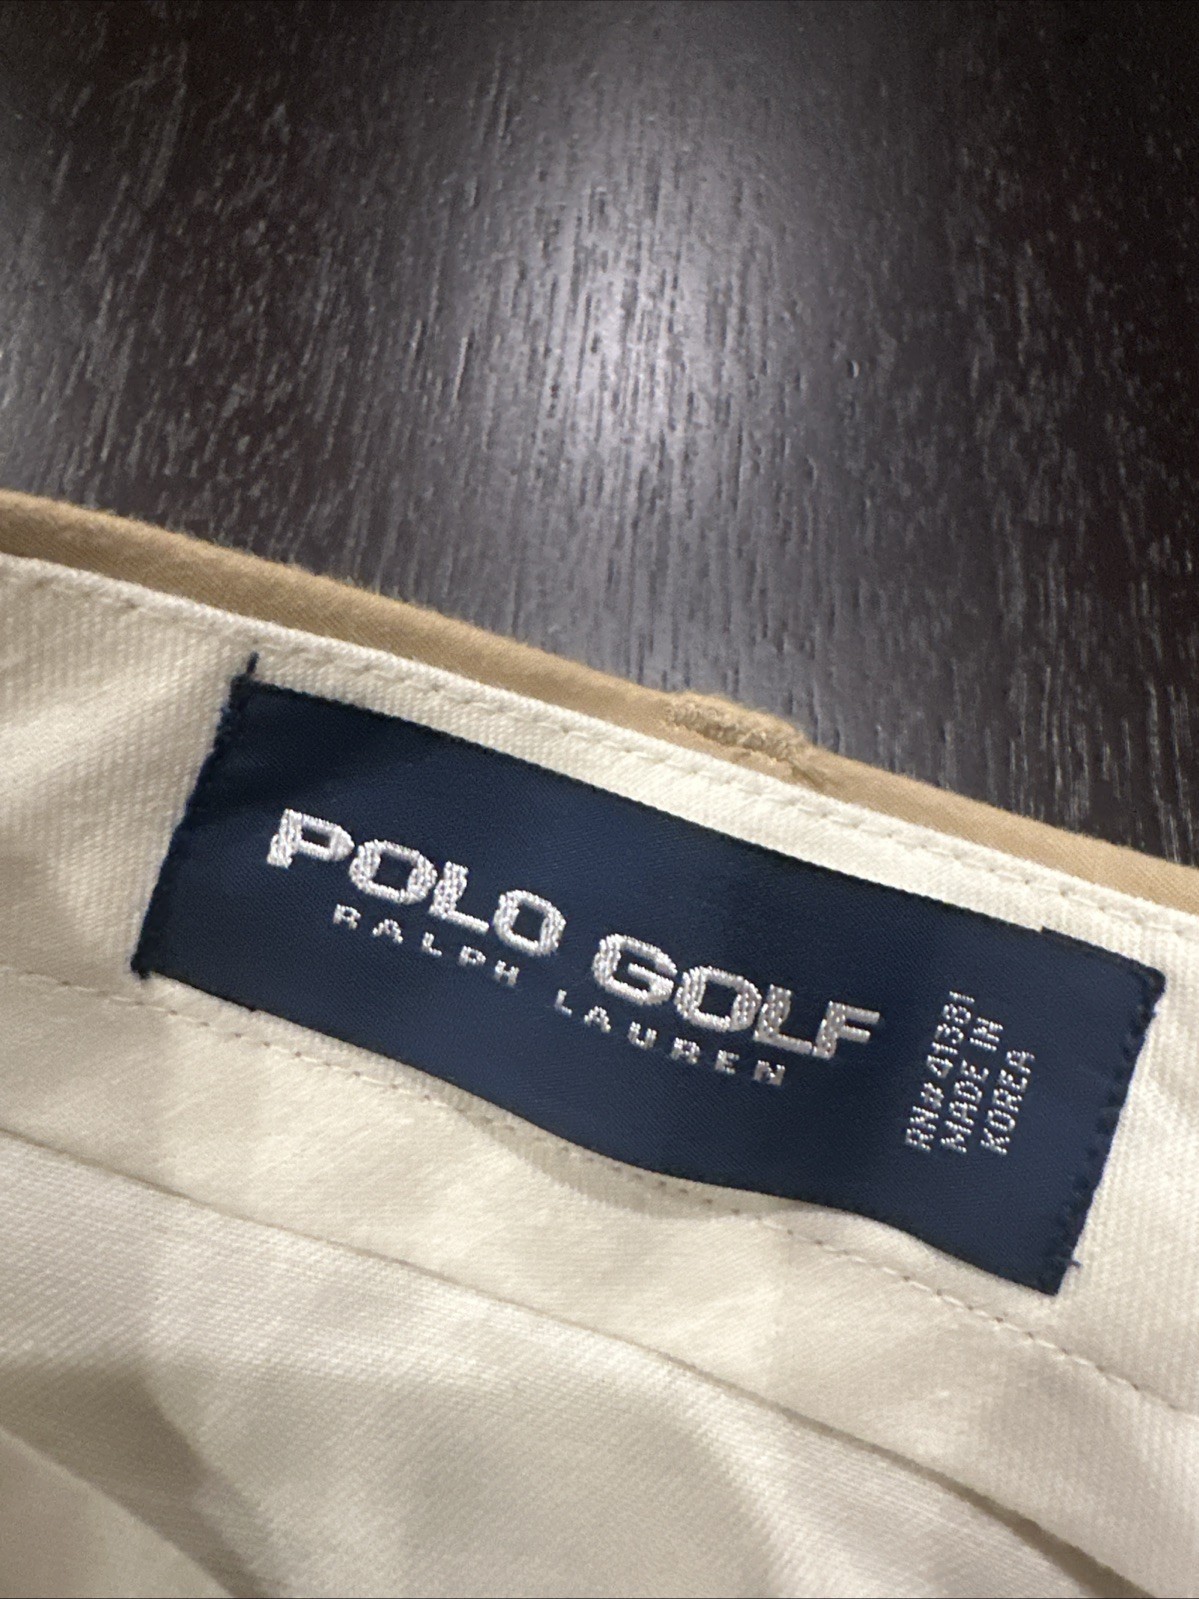 POLO GOLF
RALPH LAUREN
RN# 41381
MADE IN
KOREA